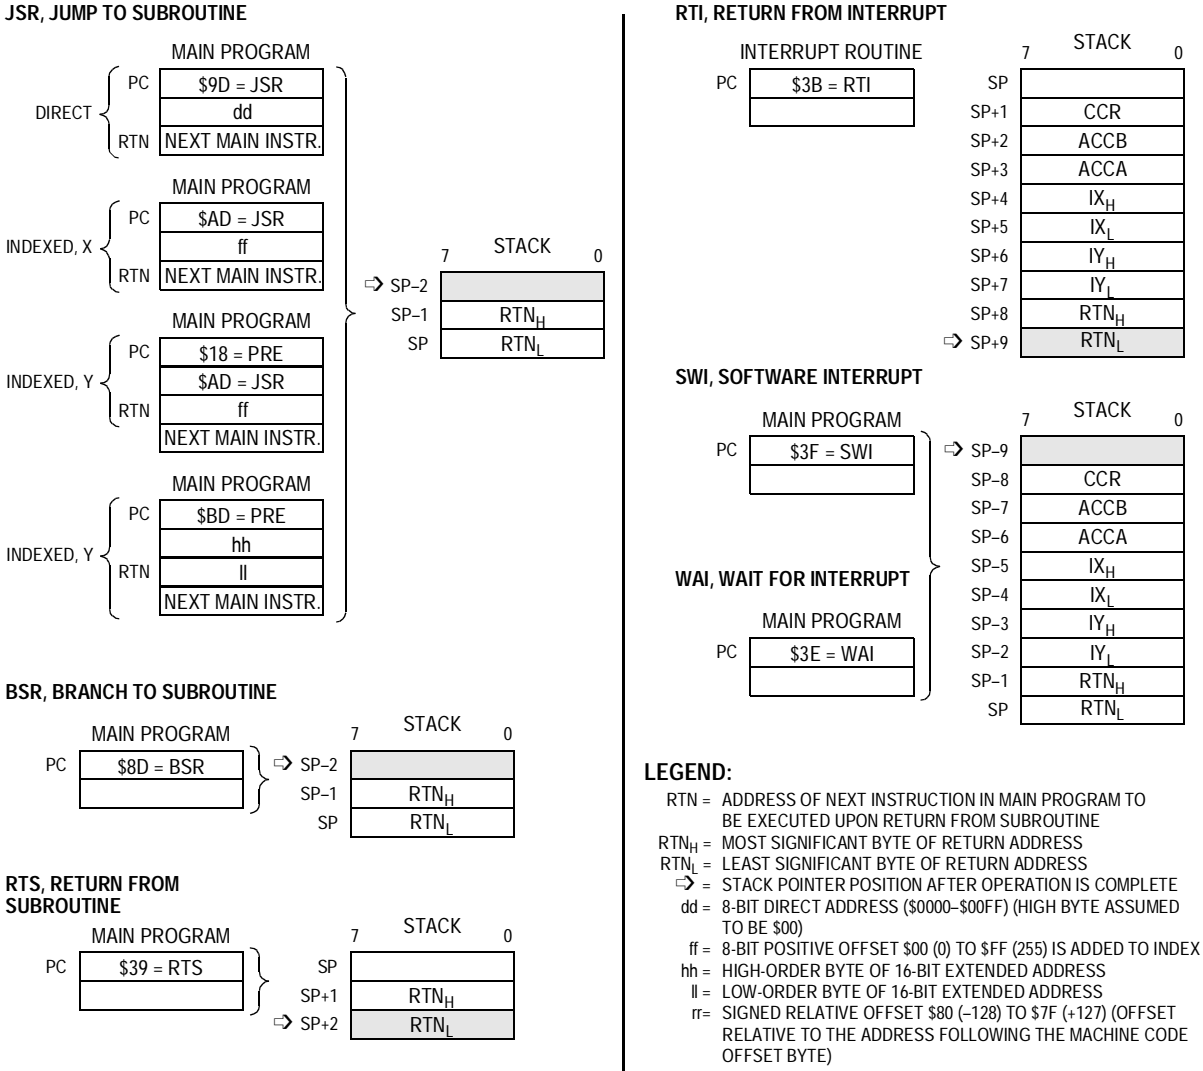 JSR, JUMP TO SUBROUTINE
MAIN PROGRAM
DIRECT
PC $9D = JSR
dd
RTN NEXT MAIN INSTR.
MAIN PROGRAM
INDEXED, X
PC $AD = JSR
ff
RTN NEXT MAIN INSTR.
MAIN PROGRAM
INDEXED, Y
PC $18 = PRE
$AD = JSR
RTN ff
NEXT MAIN INSTR.
MAIN PROGRAM
INDEXED, Y
PC $BD = PRE
hh
RTN ll
NEXT MAIN INSTR.
7 STACK 0
⇨ SP–2
SP–1 RTNH
SP RTNL
BSR, BRANCH TO SUBROUTINE
MAIN PROGRAM
PC $8D = BSR
7 STACK 0
⇨ SP–2
SP–1 RTNH
SP RTNL
RTS, RETURN FROM
SUBROUTINE
MAIN PROGRAM
PC $39 = RTS
7 STACK 0
SP
SP+1 RTNH
⇨ SP+2 RTNL
RTI, RETURN FROM INTERRUPT
INTERRUPT ROUTINE
PC $3B = RTI
7 STACK 0
SP
SP+1 CCR
SP+2 ACCB
SP+3 ACCA
SP+4 IXH
SP+5 IXL
SP+6 IYH
SP+7 IYL
SP+8 RTNH
⇨ SP+9 RTNL
SWI, SOFTWARE INTERRUPT
MAIN PROGRAM
PC $3F = SWI
WAI, WAIT FOR INTERRUPT
MAIN PROGRAM
PC $3E = WAI
7 STACK 0
⇨ SP–9
SP–8 CCR
SP–7 ACCB
SP–6 ACCA
SP–5 IXH
SP–4 IXL
SP–3 IYH
SP–2 IYL
SP–1 RTNH
SP RTNL
LEGEND:
RTN = ADDRESS OF NEXT INSTRUCTION IN MAIN PROGRAM TO
BE EXECUTED UPON RETURN FROM SUBROUTINE
RTNH = MOST SIGNIFICANT BYTE OF RETURN ADDRESS
RTNL = LEAST SIGNIFICANT BYTE OF RETURN ADDRESS
⇨ = STACK POINTER POSITION AFTER OPERATION IS COMPLETE
dd = 8-BIT DIRECT ADDRESS ($0000–$00FF) (HIGH BYTE ASSUMED
TO BE $00)
ff = 8-BIT POSITIVE OFFSET $00 (0) TO $FF (255) IS ADDED TO INDEX
hh = HIGH-ORDER BYTE OF 16-BIT EXTENDED ADDRESS
ll = LOW-ORDER BYTE OF 16-BIT EXTENDED ADDRESS
rr= SIGNED RELATIVE OFFSET $80 (–128) TO $7F (+127) (OFFSET
RELATIVE TO THE ADDRESS FOLLOWING THE MACHINE CODE
OFFSET BYTE)